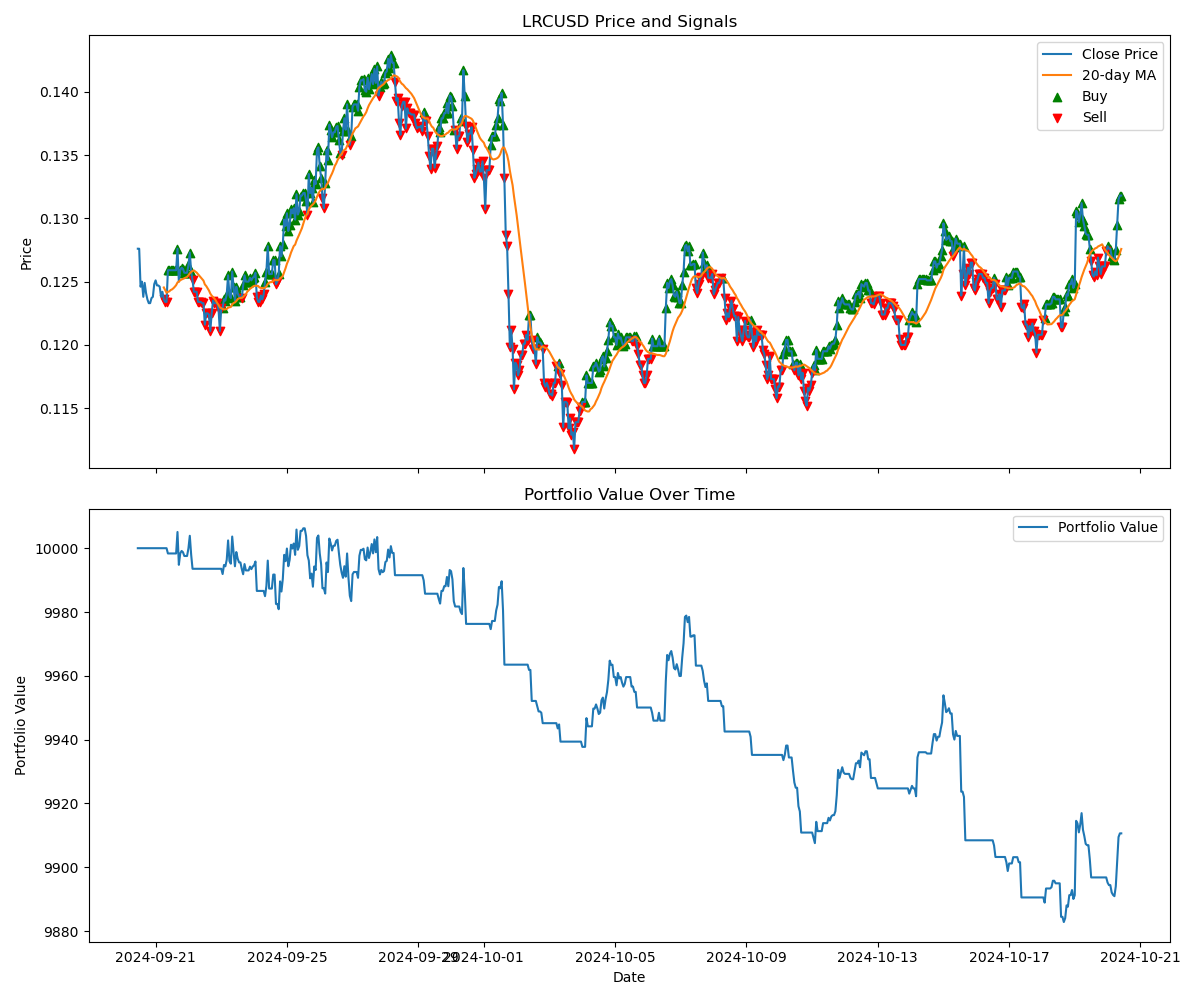 LRCUSD Price and Signals
Close Price
20-day MA
Buy
Sell
0.140
0.135
0.130
0.125
0.120
0.115
Price
Portfolio Value Over Time
Portfolio Value
10000
9980
9960
9940
9920
9900
9880
Portfolio Value
2024-09-21 2024-09-25 2024-09-29 2024-10-01 2024-10-05 2024-10-09 2024-10-13 2024-10-17 2024-10-21
Date